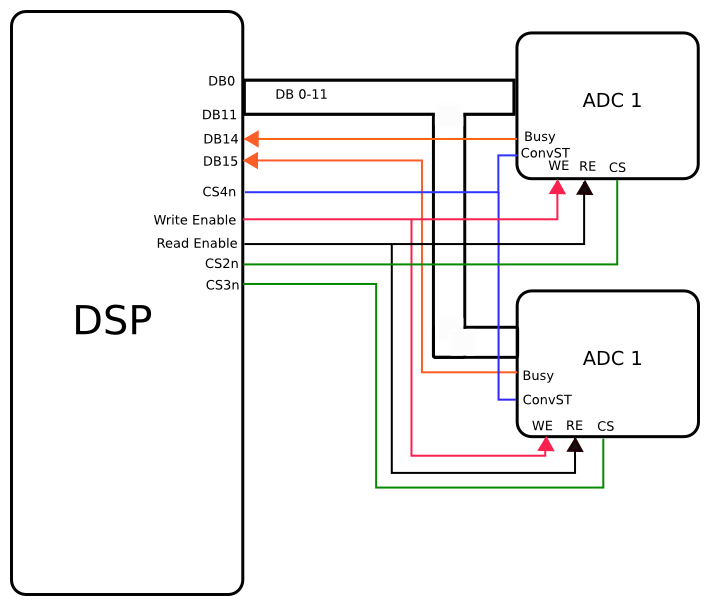 DB0
DB 0-11
DB11
DB14
DB15
CS4n
Write Enable
Read Enable
CS2n
CS3n
DSP
ADC 1
Busy
ConvST
WE RE CS
ADC 1
Busy
ConvST
WE RE CS